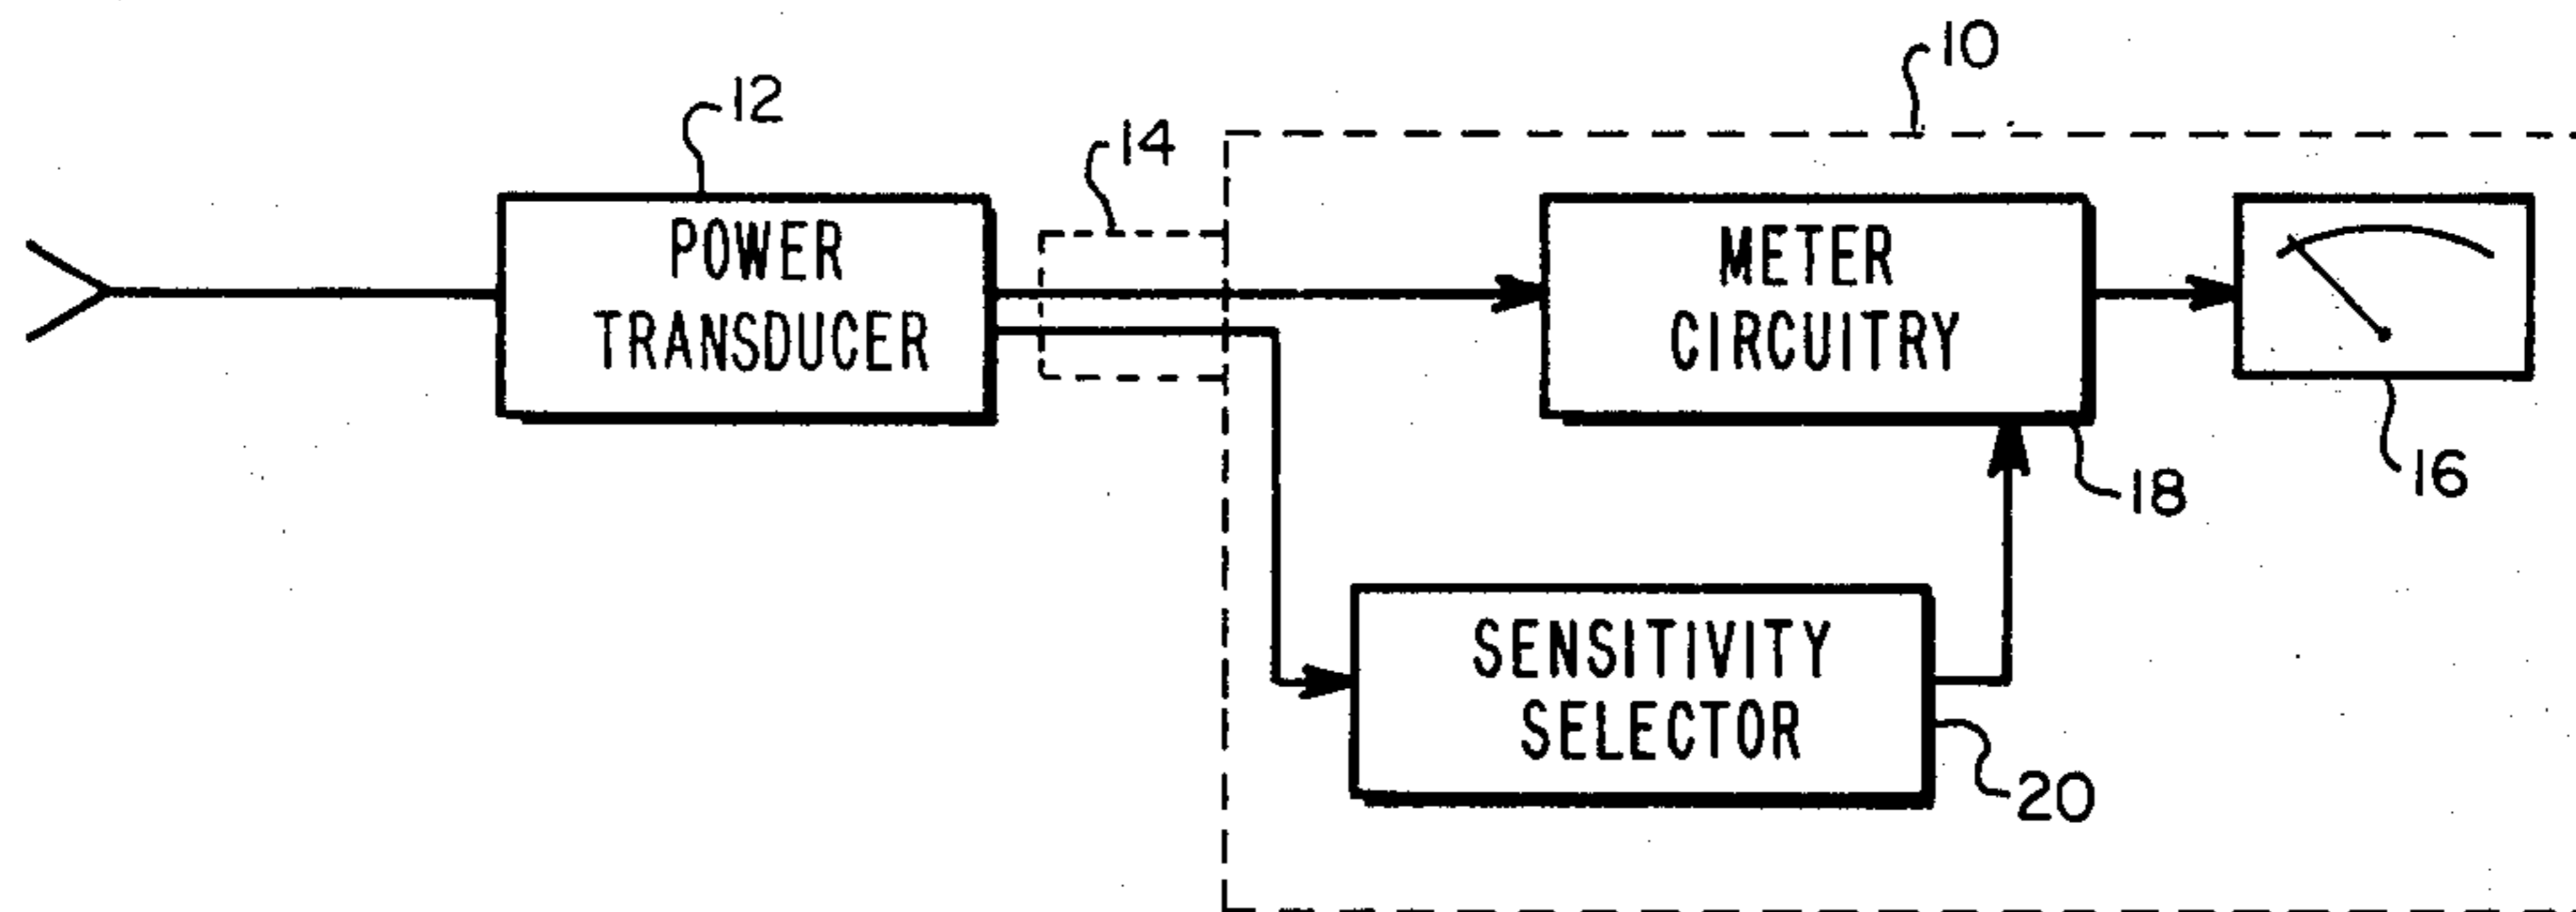 10
12
14
POWER
TRANSDUCER
METER
CIRCUITRY
16
18
SENSITIVITY
SELECTOR
20